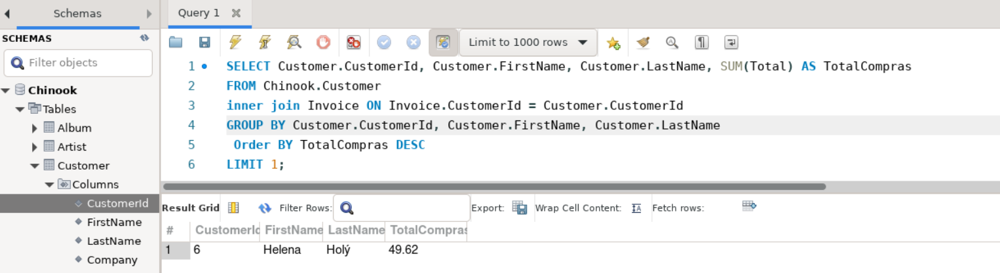 Schemas
Query 1
SCHEMAS
Filter objects
Limit to 1000 rows
Chinook
Tables
Album
Artist
Customer
Columns
CustomerId
FirstName
LastName
Company
1 SELECT Customer.CustomerId, Customer.FirstName, Customer.LastName, SUM(Total) AS TotalCompras
2 FROM Chinook.Customer
3 inner join Invoice ON Invoice.CustomerId = Customer.CustomerId
4 GROUP BY Customer.CustomerId, Customer.FirstName, Customer.LastName
5 Order BY TotalCompras DESC
6 LIMIT 1;
Result Grid Filter Rows: Export: Wrap Cell Content: Fetch rows:
# CustomerId FirstName LastName TotalCompras
1 6 Helena Holý 49.62